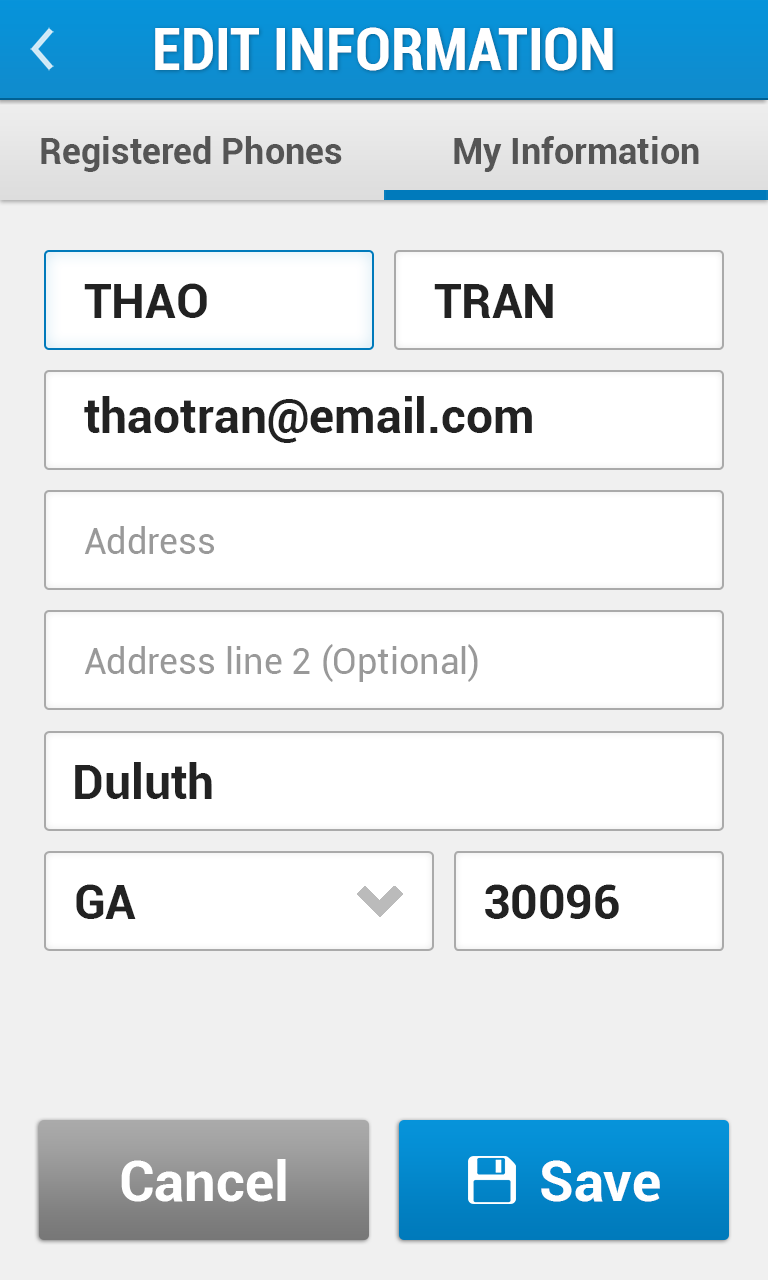 EDIT INFORMATION
Registered Phones My Information
THAO TRAN
thaotran@email.com
Address
Address line 2 (Optional)
Duluth
GA 30096
Cancel Save